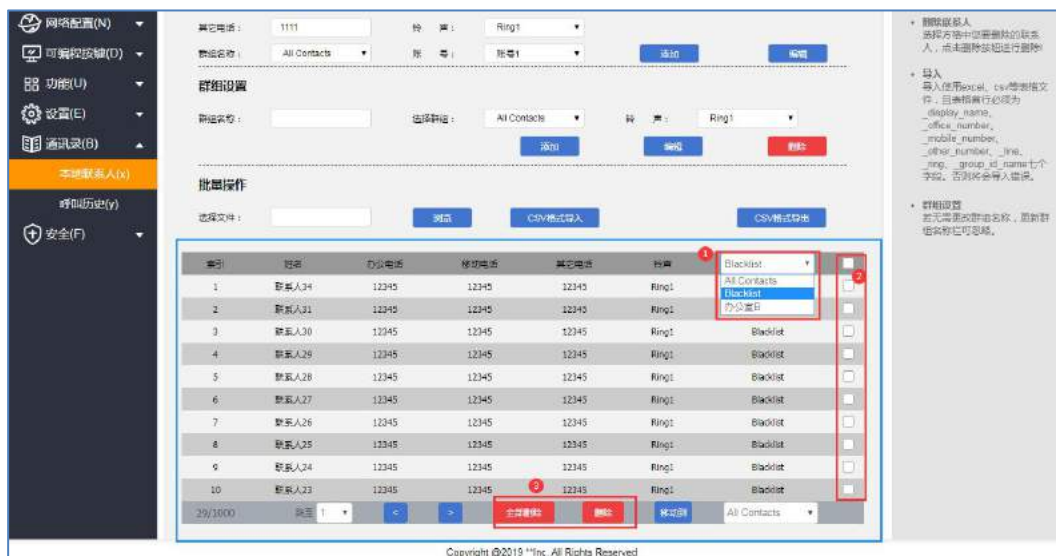 网络配置(N)
可编程按键(D)
功能(U)
设置(E)
通讯录(B)
本地联系人(x)
呼叫历史(y)
安全(F)
其它电话： 1111 铃 声： Ring1
群组名称： All Contacts 账 号： 账号1 添加 编辑
群组设置
群组名称： 选择群组： All Contacts 铃 声： Ring1
添加 编辑 删除
批量操作
选择文件： 浏览 CSV格式导入 CSV格式导出
索引 姓名 办公电话 移动电话 其它电话 铃声 1 Blacklist
All Contacts
Blacklist
办公室B
2
1 联系人34 12345 12345 12345 Ring1
2 联系人31 12345 12345 12345 Ring1
3 联系人30 12345 12345 12345 Ring1 Blacklist
4 联系人29 12345 12345 12345 Ring1 Blacklist
5 联系人28 12345 12345 12345 Ring1 Blacklist
6 联系人27 12345 12345 12345 Ring1 Blacklist
7 联系人26 12345 12345 12345 Ring1 Blacklist
8 联系人25 12345 12345 12345 Ring1 Blacklist
9 联系人24 12345 12345 12345 Ring1 Blacklist
10 联系人23 12345 12345 12345 Ring1 Blacklist
3
29/1000 跳至 1 < > 全部删除 删除 移动到 All Contacts
删除联系人
选择方格中您要删除的联系
人，点击删除按钮进行删除!
导入
导入使用excel、csv等表格文
件，且表格首行必须为
_display_name、
_office_number、
_mobile_number、
_other_number、_line、
_ring、_group_id_name七个
字段。否则将会导入错误。
群组设置
若无需更改群组名称，更新群
组名称栏可忽略。
Copyright @2019 **Inc. All Rights Reserved